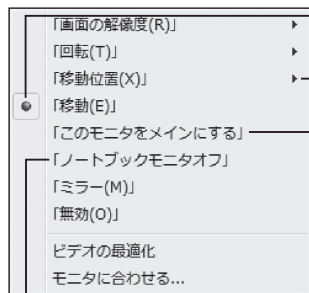 「画面の解像度(R)」
「回転(T)」
「移動位置(X)」
「移動(E)」
「このモニタをメインにする」
「ノートブックモニタオフ」
「ミラー(M)」
「無効(O)」
ビデオの最適化
モニタに合わせる...